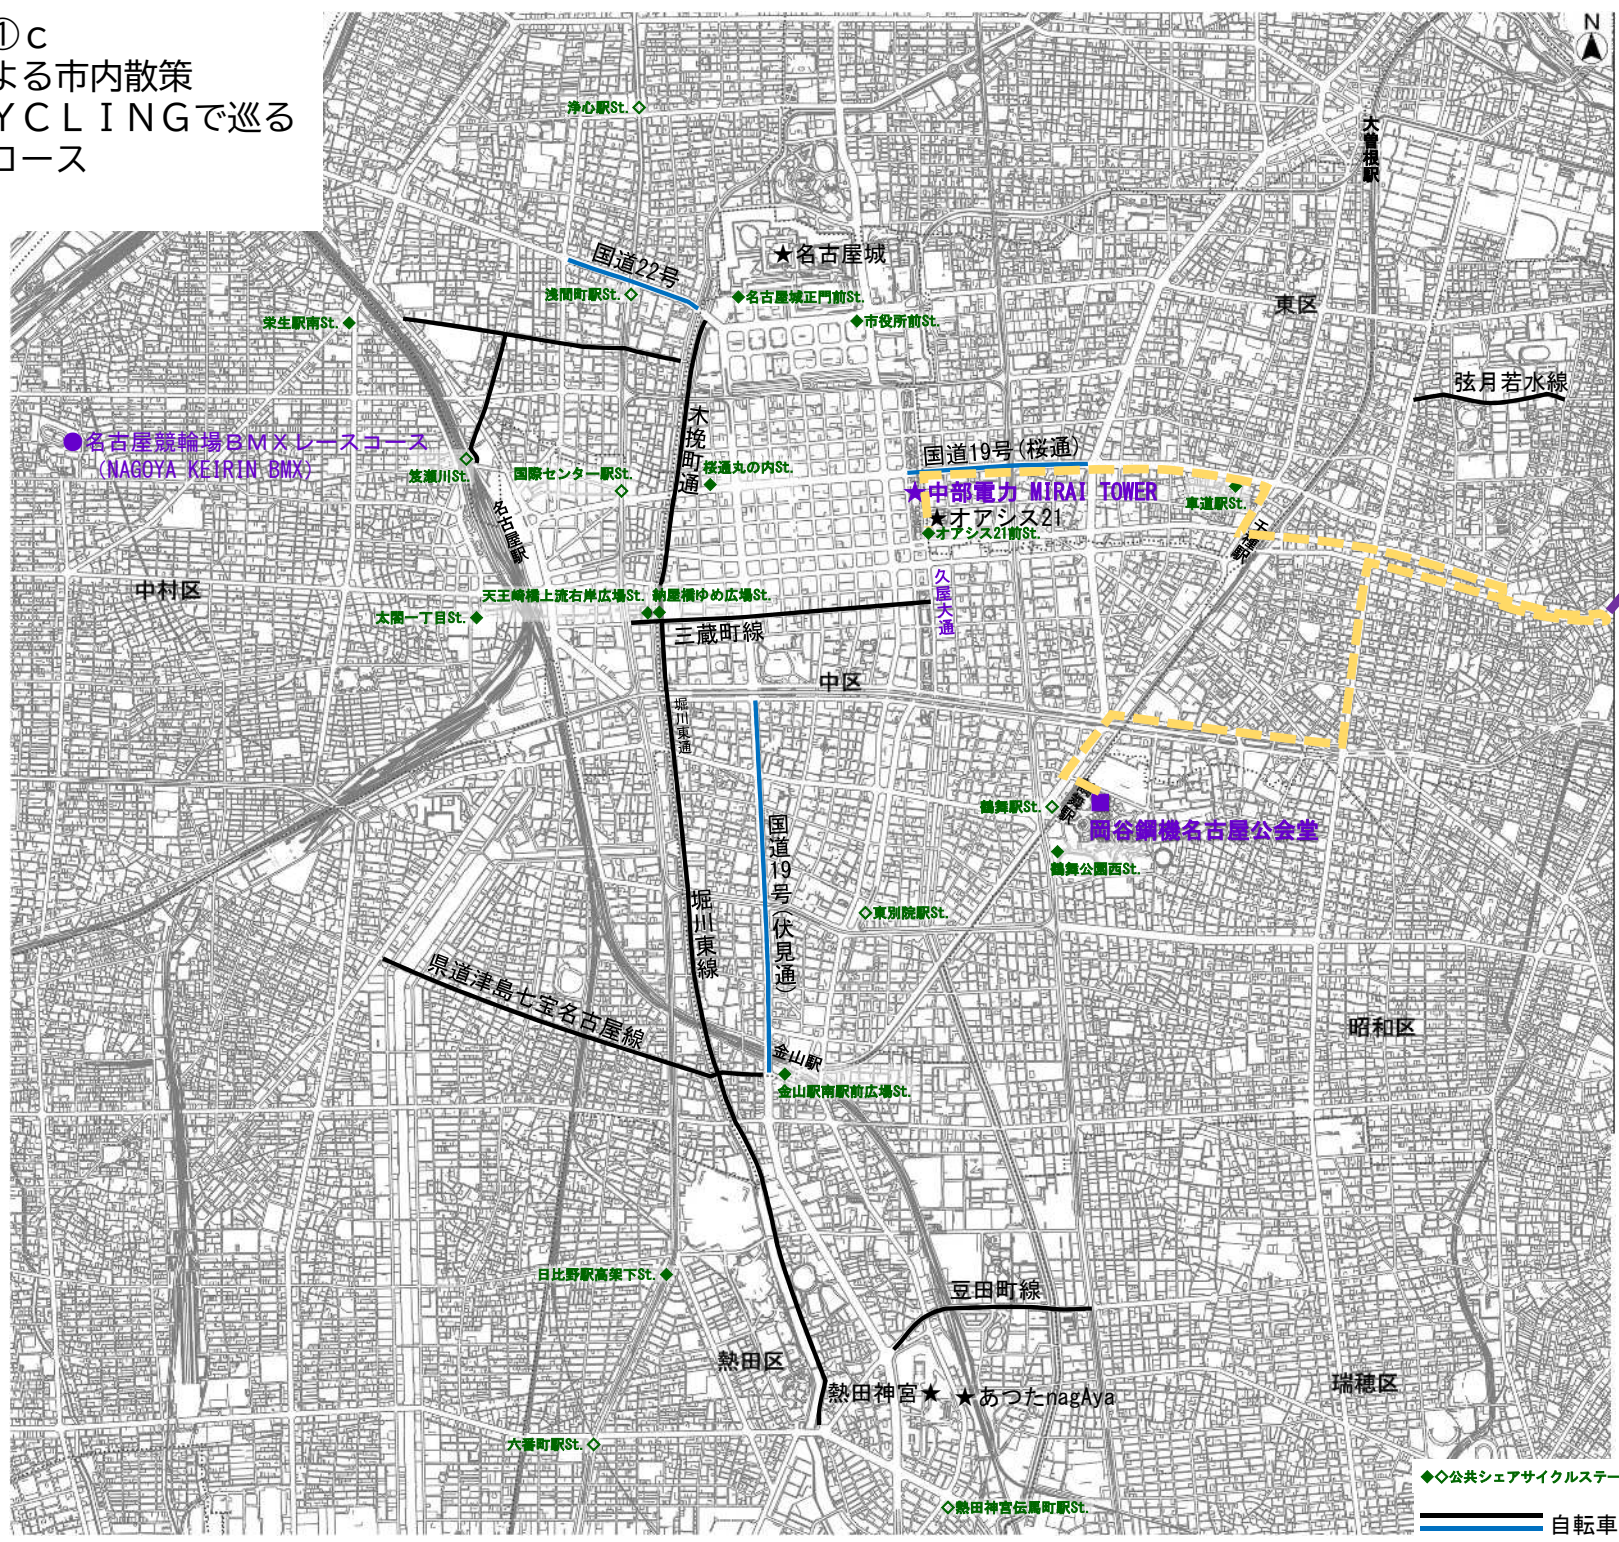 ①ｃ
よる市内散策
ＹＣＬＩＮＧで巡る
コース
N
浄心駅St.
大曽根駅
★名古屋城
国道22号
浅間町駅St.
名古屋城正門前St.
栄生駅南St.
市役所前St.
東区
弦月若水線
木挽町通
●名古屋競輪場ＢＭＸレースコース
(NAGOYA KEIRIN BMX)
笈瀬川St.
国際センター駅St.
桜通丸の内St.
国道19号(桜通)
★中部電力 MIRAI TOWER
★オアシス21
オアシス21前St.
車道駅St.
千種駅
名古屋駅
中村区
天王崎橋上流右岸広場St.
納屋橋ゆめ広場St.
太閤一丁目St.
久屋大通
三蔵町線
中区
堀川東通
国道19号(伏見通)
鶴舞駅St.
鶴舞駅
岡谷鋼機名古屋公会堂
鶴舞公園西St.
堀川東線
東別院駅St.
県道津島七宝名古屋線
昭和区
金山駅
金山駅南駅前広場St.
日比野駅高架下St.
豆田町線
熱田区
熱田神宮★
★あつたnagAya
瑞穂区
六番町駅St.
熱田神宮伝馬町駅St.
◆◇公共シェアサイクルステー
自転車